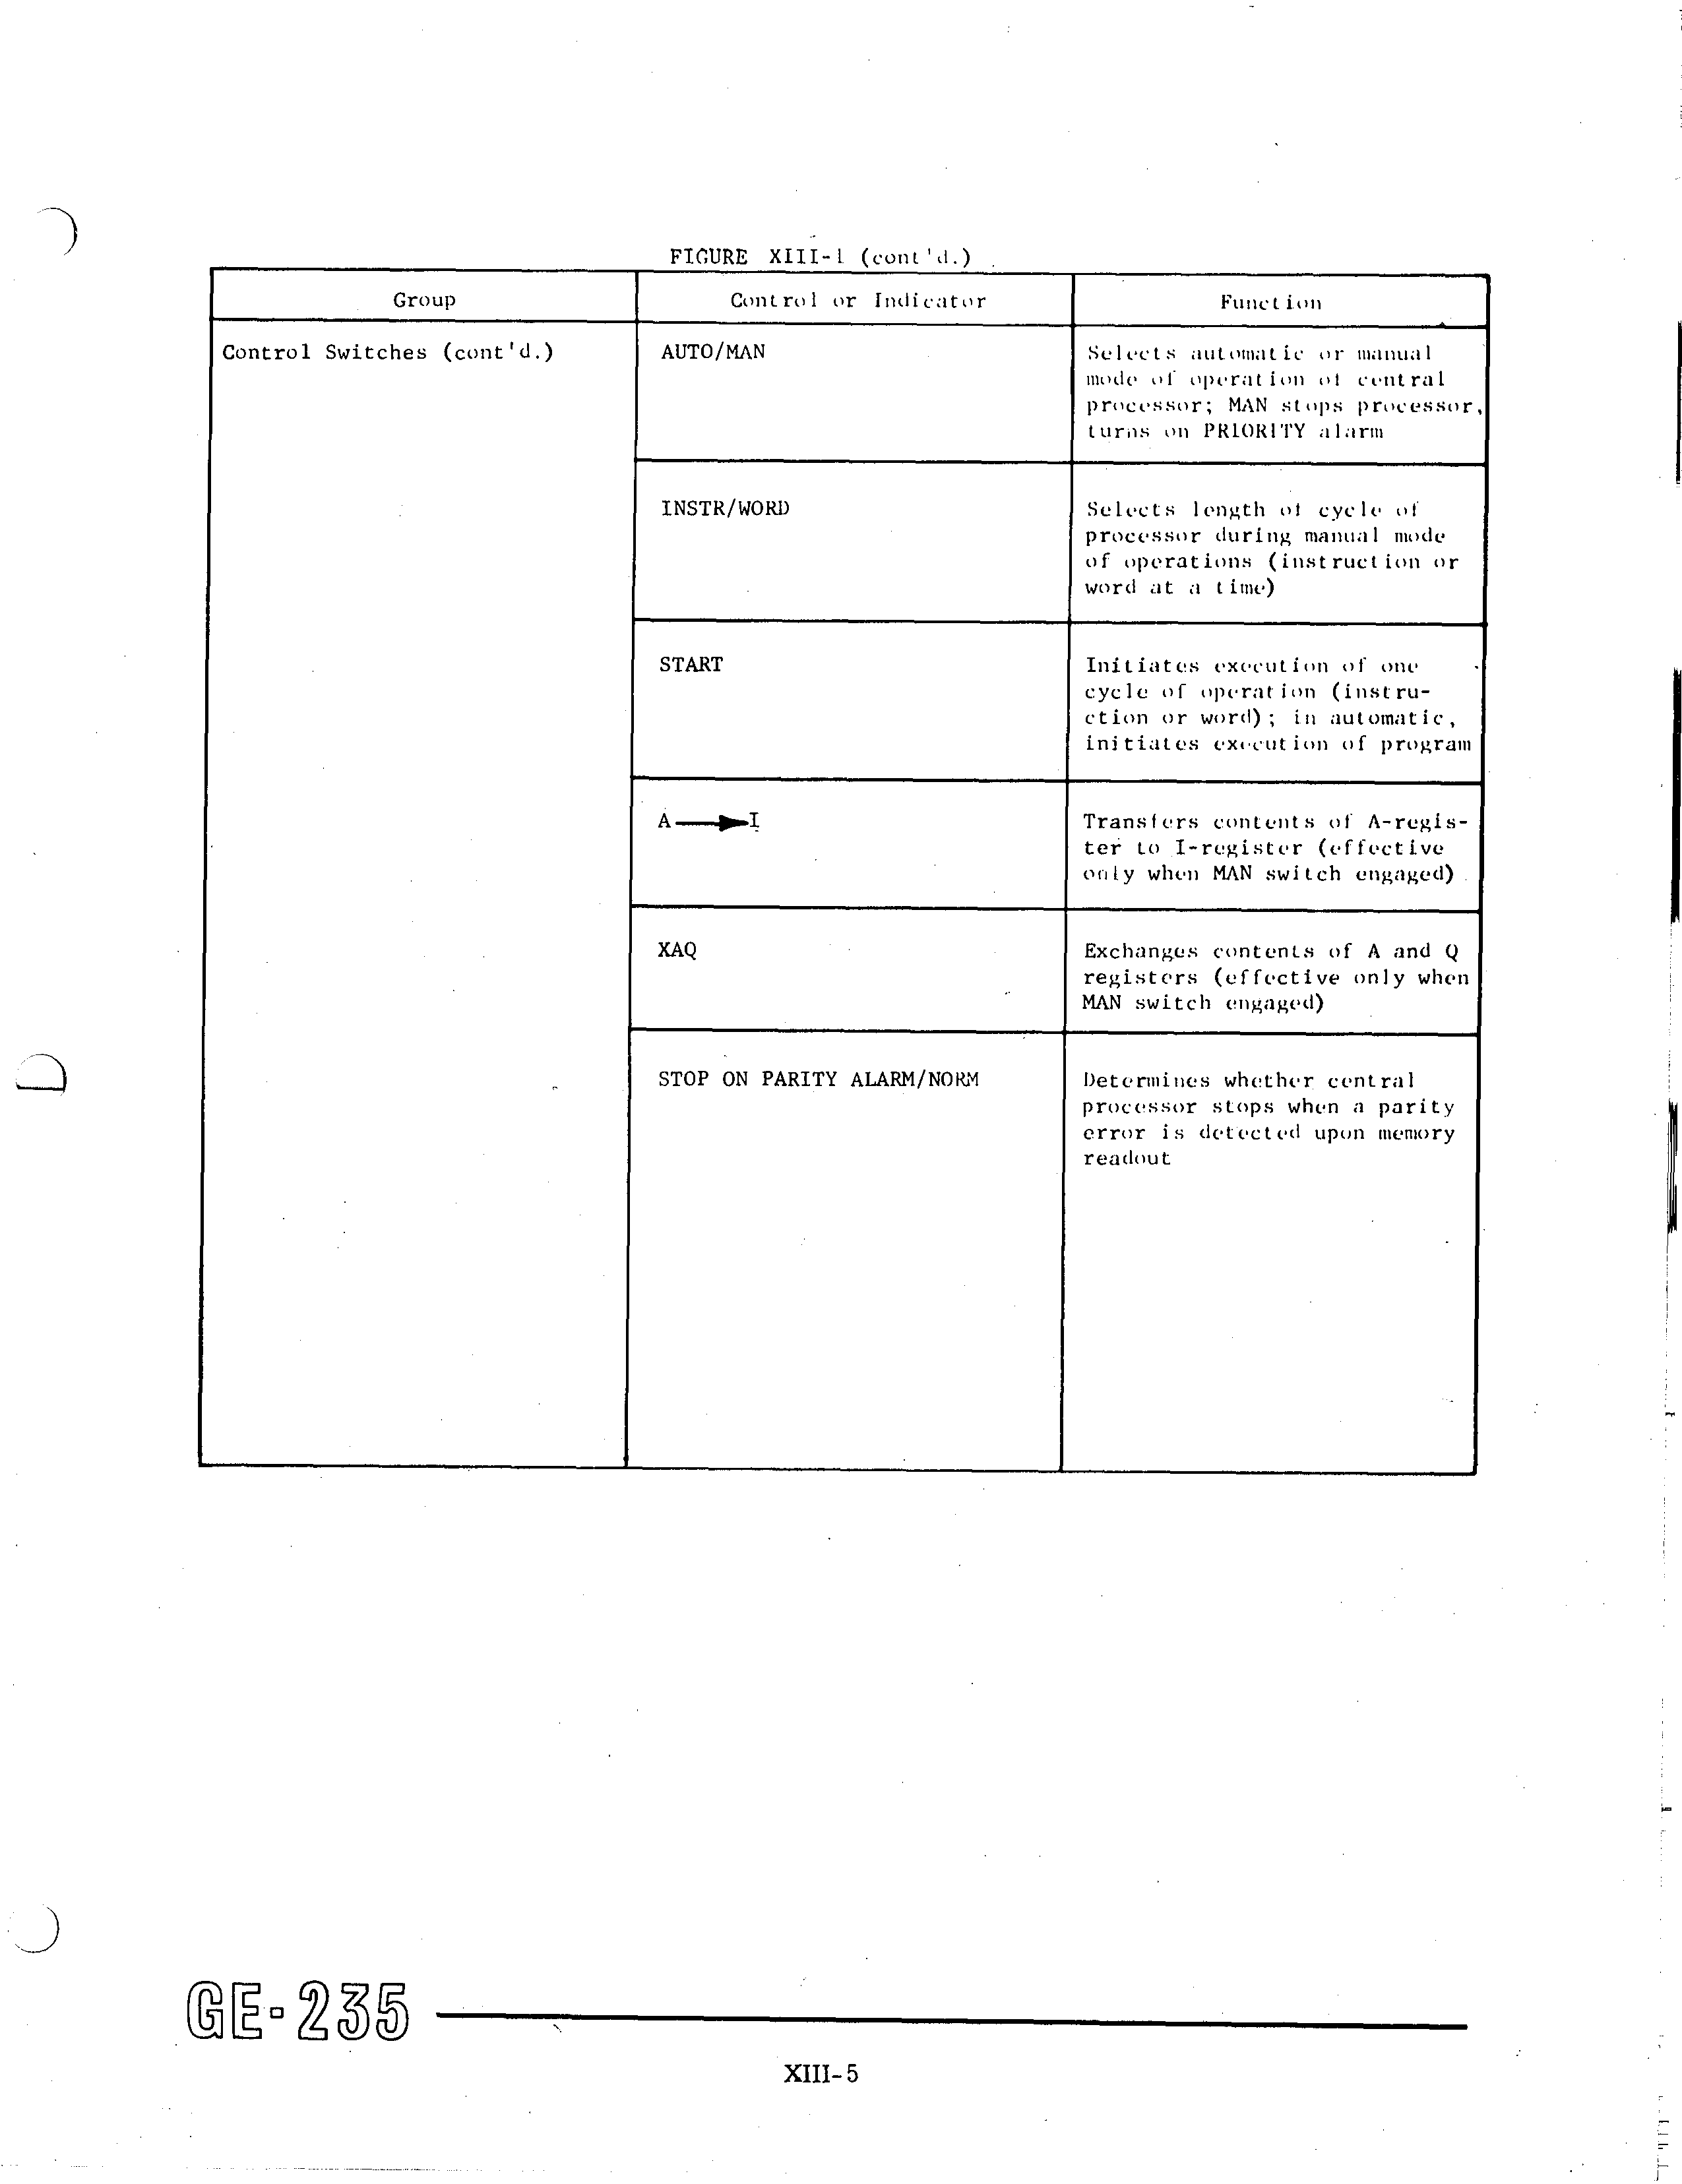 FIGURE XIII-1 (cont'd.)
Group
Control or Indicator
Function
Control Switches (cont'd.)
AUTO/MAN
Selects automatic or manual
mode of operation of central
processor; MAN stops processor,
turns on PRIORITY alarm
INSTR/WORD
Selects length of cycle of
processor during manual mode
of operations (instruction or
word at a time)
START
Initiates execution of one
cycle of operation (instru-
ction or word); in automatic,
initiates execution of program
A → I
Transfers contents of A-regis-
ter to I-register (effective
only when MAN switch engaged)
XAQ
Exchanges contents of A and Q
registers (effective only when
MAN switch engaged)
STOP ON PARITY ALARM/NORM
Determines whether central
processor stops when a parity
error is detected upon memory
readout
GE-235
XIII-5